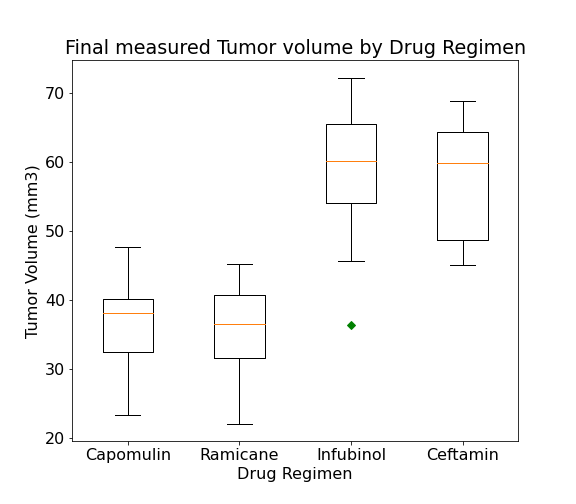 Final measured Tumor volume by Drug Regimen
Tumor Volume (mm3)
70
60
50
40
30
20
Capomulin Ramicane Infubinol Ceftamin
Drug Regimen